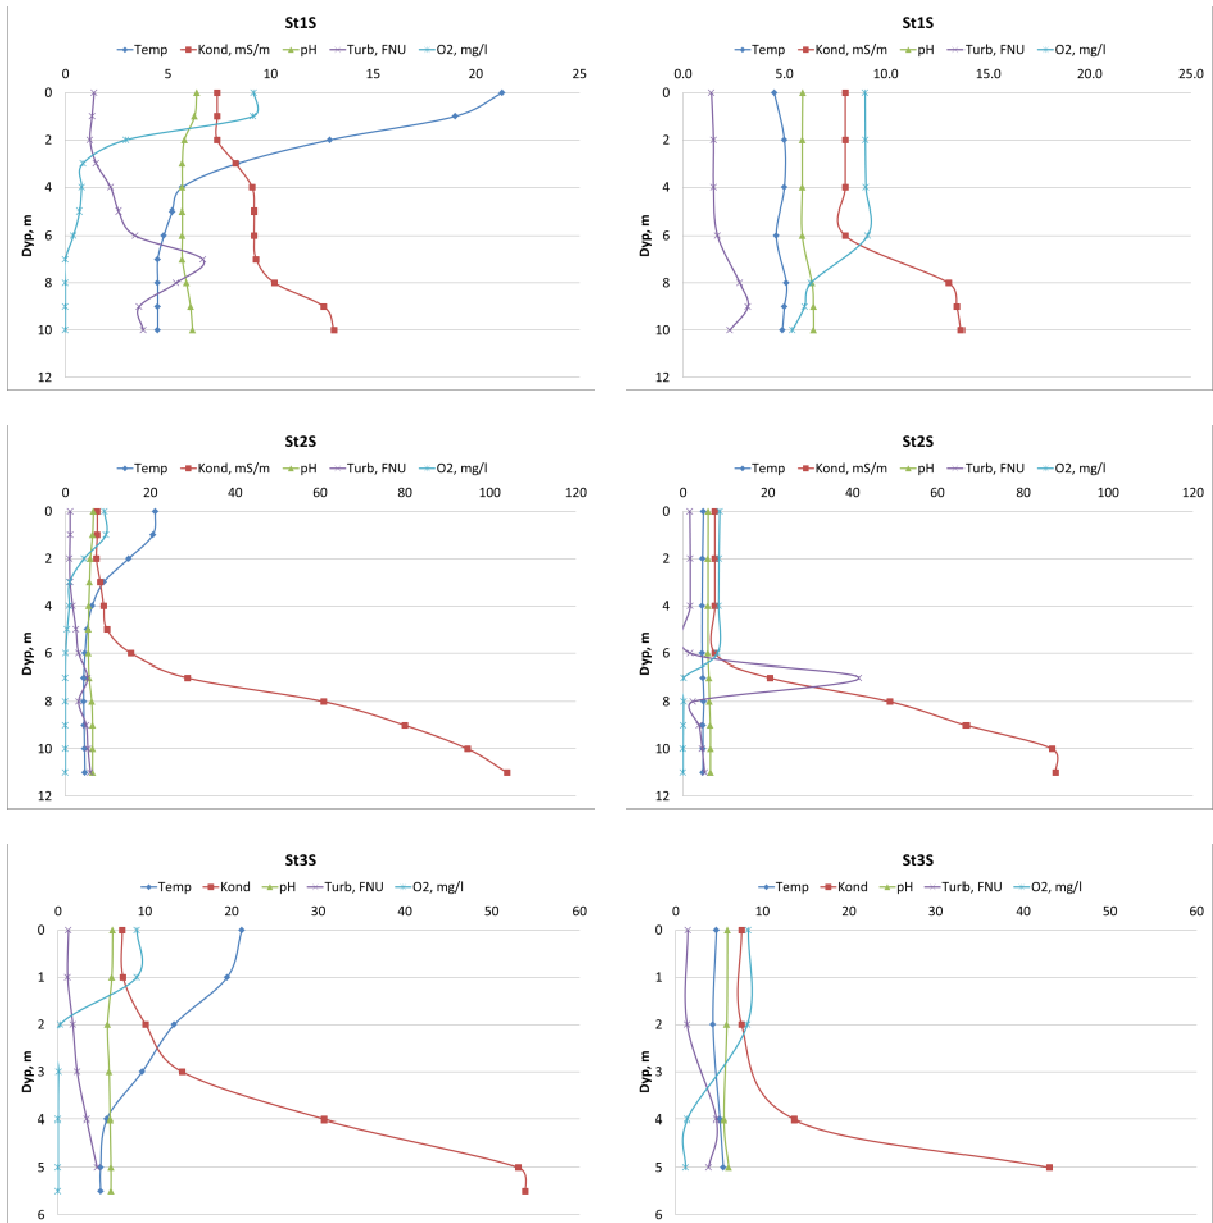 St1S
Temp Kond, mS/m pH Turb, FNU O2, mg/l
0 5 10 15 20 25
0
2
4
6
8
10
12
Dyp, m
St1S
Temp Kond, mS/m pH Turb, FNU O2, mg/l
0.0 5.0 10.0 15.0 20.0 25.0
0
2
4
6
8
10
12
Dyp, m
St2S
Temp Kond, mS/m pH Turb, FNU O2, mg/l
0 20 40 60 80 100 120
0
2
4
6
8
10
12
Dyp, m
St2S
Temp Kond, mS/m pH Turb, FNU O2, mg/l
0 20 40 60 80 100 120
0
2
4
6
8
10
12
Dyp, m
St3S
Temp Kond pH Turb, FNU O2, mg/l
0 10 20 30 40 50 60
0
1
2
3
4
5
6
Dyp, m
St3S
Temp Kond pH Turb, FNU O2, mg/l
0 10 20 30 40 50 60
0
1
2
3
4
5
6
Dyp, m